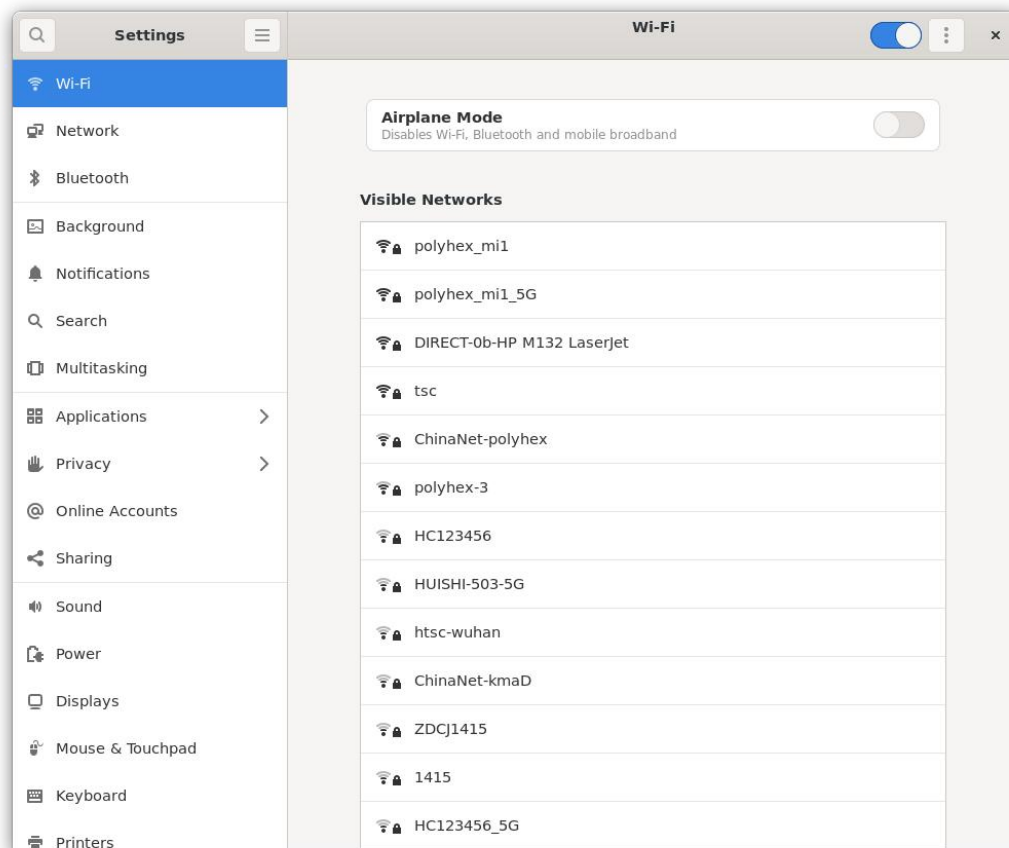 Settings
Wi-Fi
Wi-Fi
Network
Bluetooth
Background
Notifications
Search
Multitasking
Applications
Privacy
Online Accounts
Sharing
Sound
Power
Displays
Mouse & Touchpad
Keyboard
Printers
Airplane Mode
Disables Wi-Fi, Bluetooth and mobile broadband
Visible Networks
polyhex_mi1
polyhex_mi1_5G
DIRECT-0b-HP M132 LaserJet
tsc
ChinaNet-polyhex
polyhex-3
HC123456
HUISHI-503-5G
htsc-wuhan
ChinaNet-kmaD
ZDCJ1415
1415
HC123456_5G